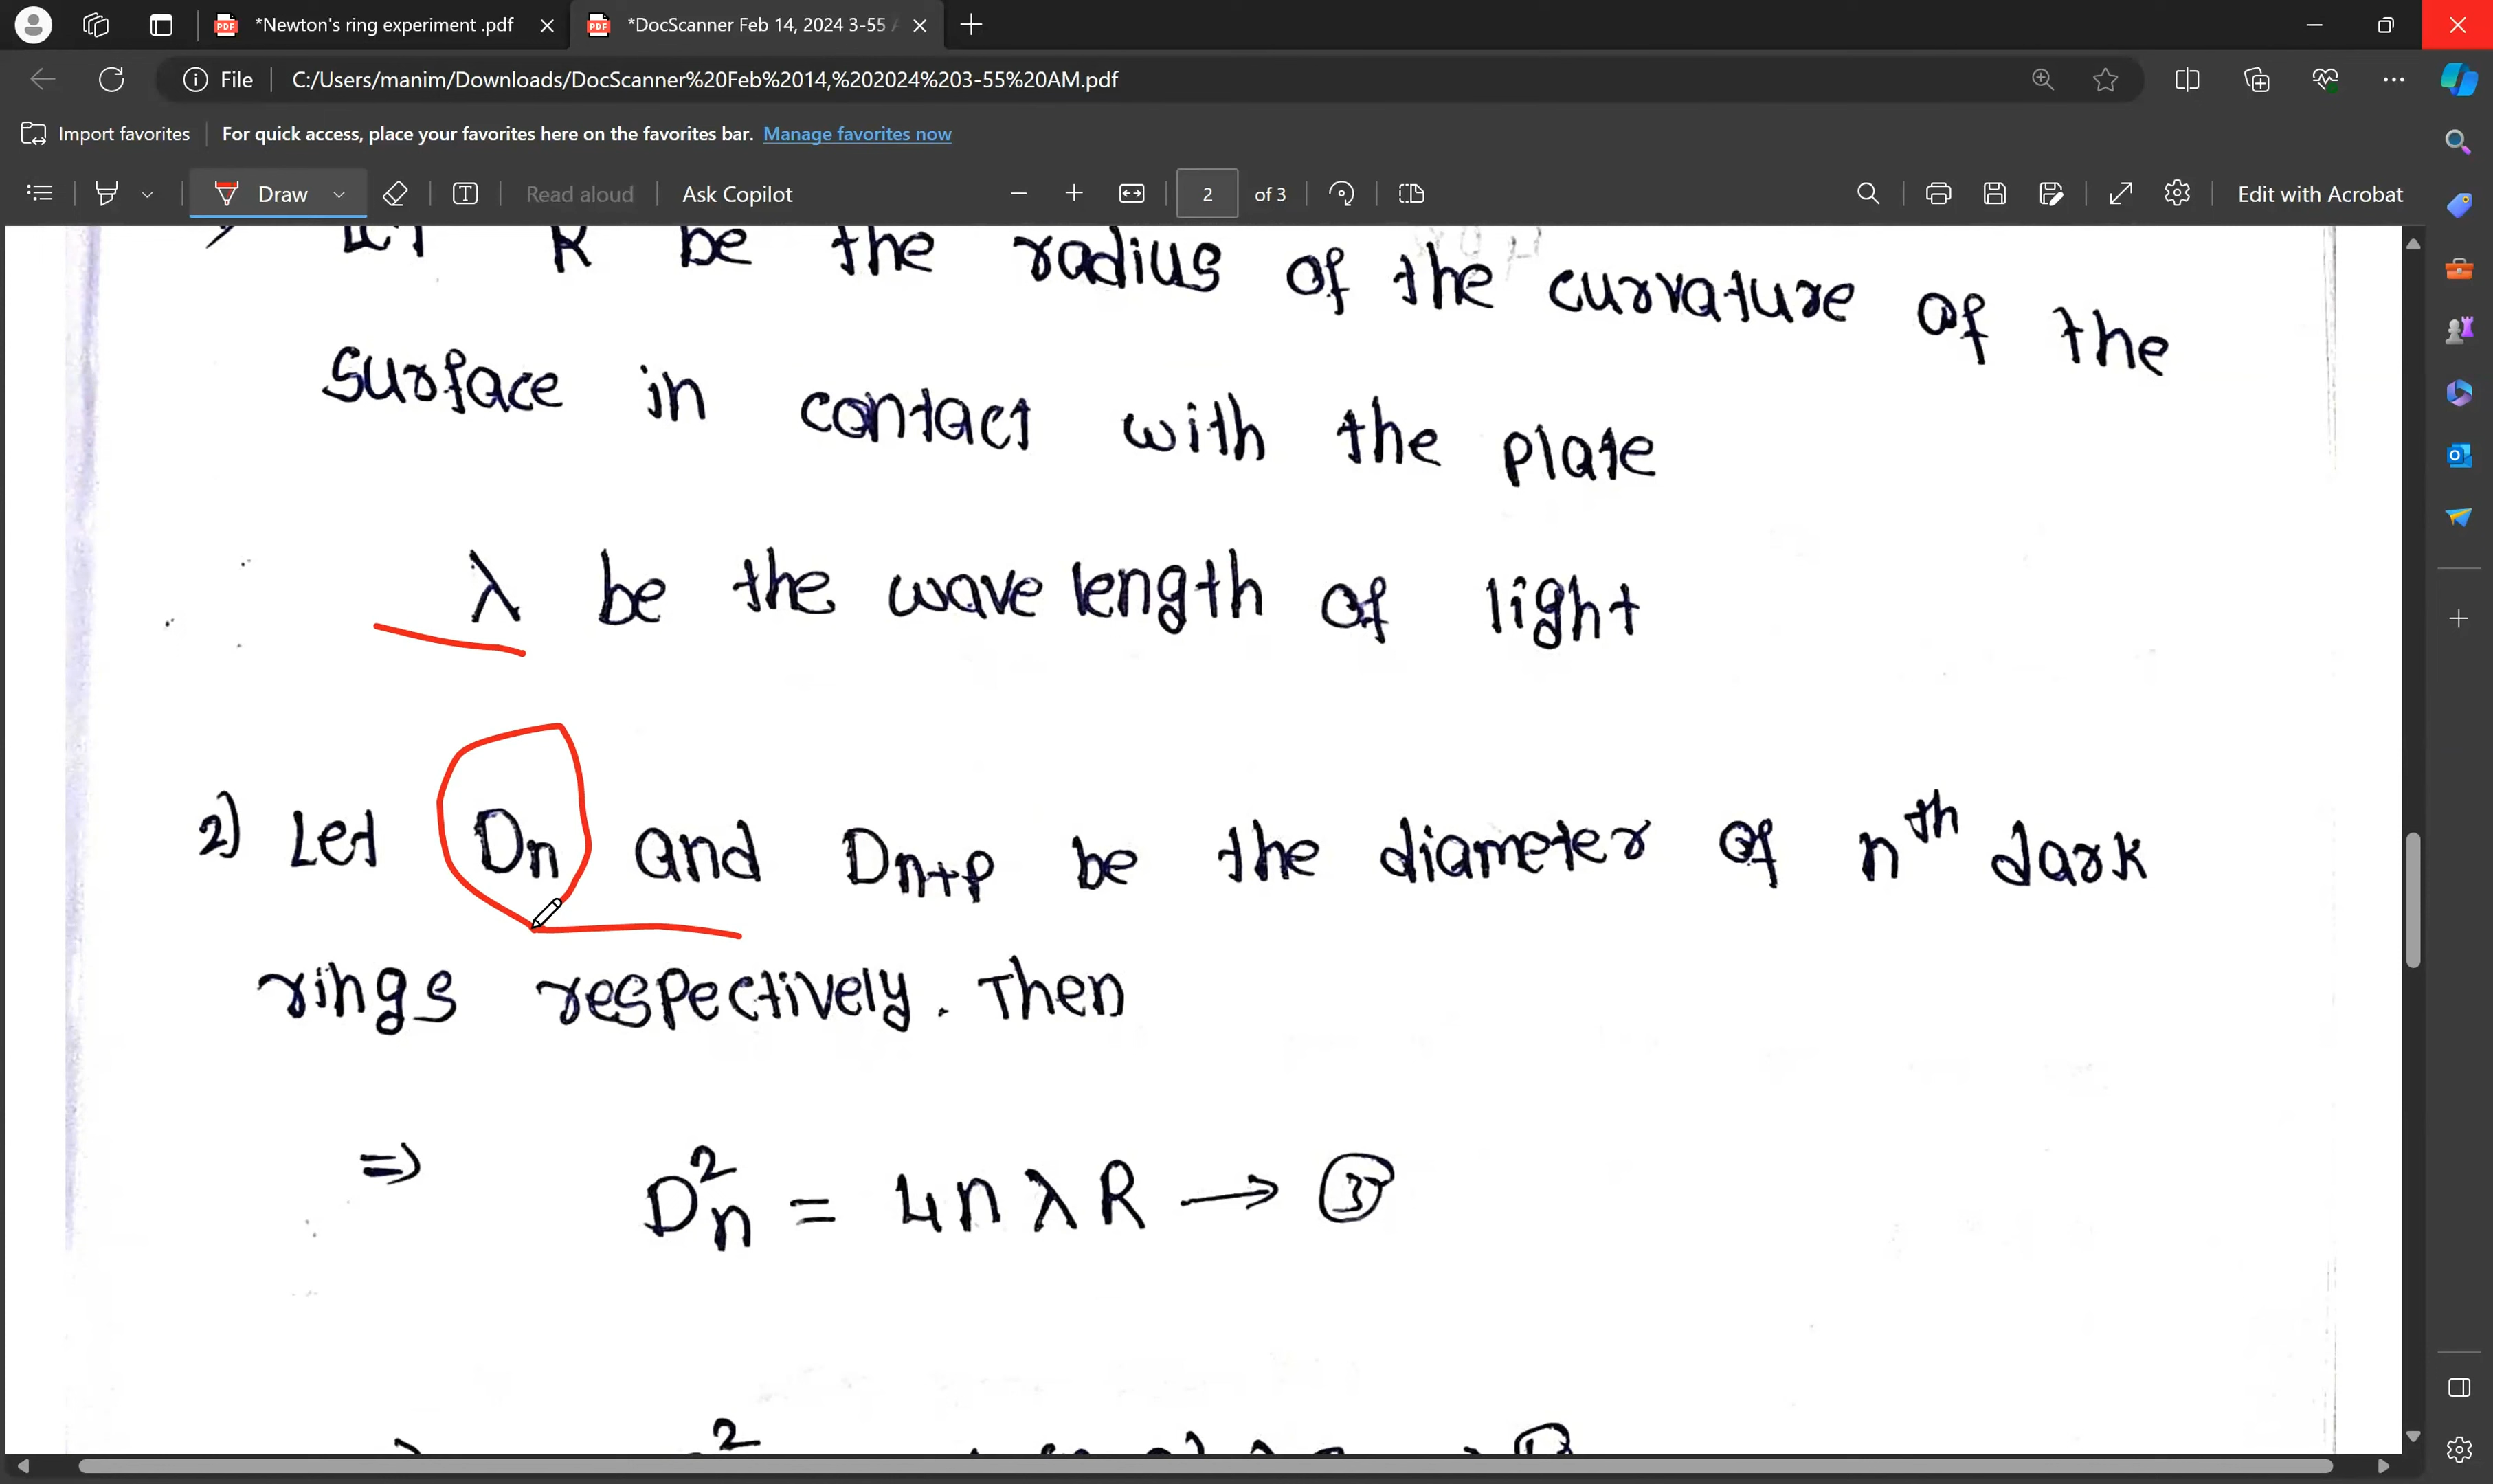 *Newton's ring experiment .pdf
*DocScanner Feb 14, 2024 3-55 A
File
C:/Users/manim/Downloads/DocScanner%20Feb%2014,%202024%203-55%20AM.pdf
Import favorites
For quick access, place your favorites here on the favorites bar. Manage favorites now
Draw
Read aloud
Ask Copilot
2 of 3
Edit with Acrobat
R be the radius of the curvature of the
surface in contact with the plate
λ be the wave length of light
2) Let Dn and Dn+p be the diameter of nth dark
rings respectively. Then
=> D²n = 4nλR → ③